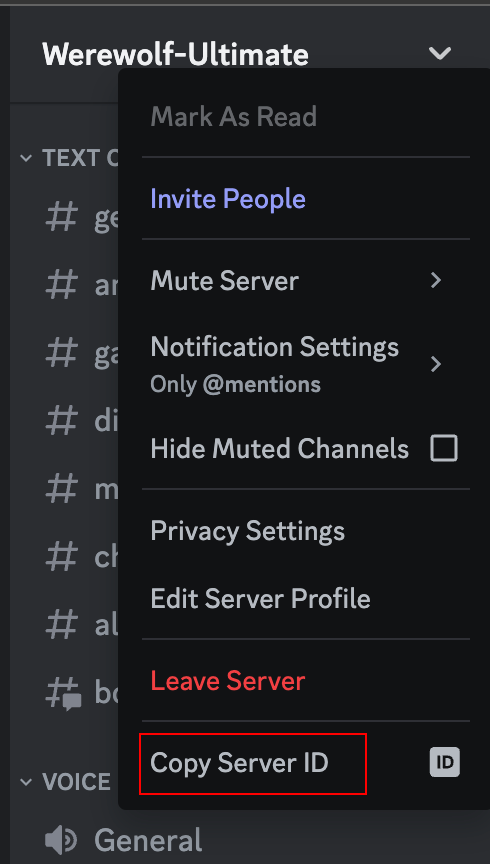 Werewolf-Ultimate
Mark As Read
TEXT
Invite People
Mute Server
Notification Settings
Only @mentions
Hide Muted Channels
Privacy Settings
Edit Server Profile
Leave Server
Copy Server ID
ID
VOICE
General